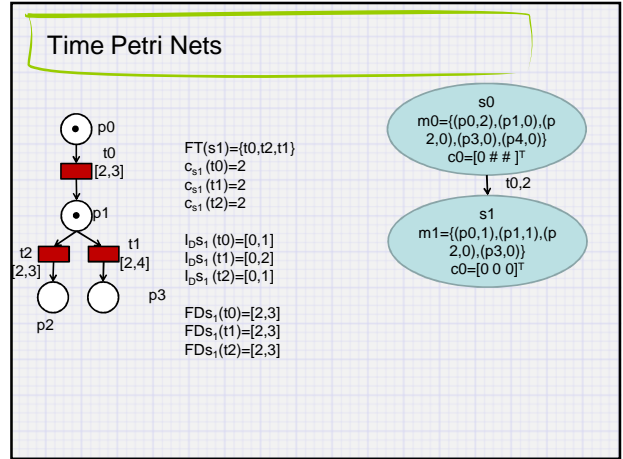 Time Petri Nets
p0
t0
[2,3]
p1
t2
[2,3]
t1
[2,4]
p2
p3
FT(s1)={t0,t2,t1}
cs1 (t0)=2
cs1 (t1)=2
cs1 (t2)=2
IDs1 (t0)=[0,1]
IDs1 (t1)=[0,2]
IDs1 (t2)=[0,1]
FDs1(t0)=[2,3]
FDs1(t1)=[2,3]
FDs1(t2)=[2,3]
s0
m0={(p0,2),(p1,0),(p
2,0),(p3,0),(p4,0)}
c0=[0 # # ]T
t0,2
s1
m1={(p0,1),(p1,1),(p
2,0),(p3,0)}
c0=[0 0 0]T